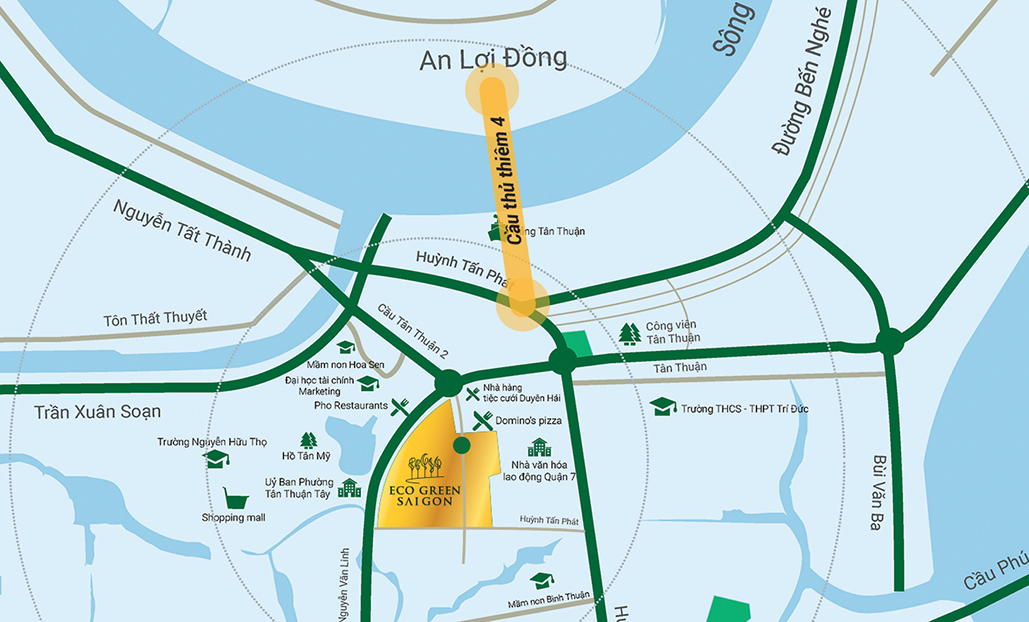 An Lợi Đồng
Sông
Đường Bến Nghé
Cầu thủ thiêm 4
ng Tân Thuận
Nguyễn Tất Thành
Huỳnh Tấn Phát
Tôn Thất Thuyết
Cầu Tân Thuận 2
Công viên
Tân Thuận
Tân Thuận
Mầm non Hoa Sen
Đại học tài chính
Marketing
Pho Restaurants
Nhà hàng
tiệc cưới Duyên Hải
Domino's pizza
Trần Xuân Soạn
Trường THCS - THPT Trí Đức
Trường Nguyễn Hữu Thọ
Hồ Tân Mỹ
Nhà văn hóa
lao động Quận 7
Uỷ Ban Phường
Tân Thuận Tây
ECO GREEN
SAIGON
Shopping mall
Huỳnh Tấn Phát
Bùi Văn Ba
Nguyễn Văn Linh
Mầm non Bình Thuận
Hu
Cầu Phú